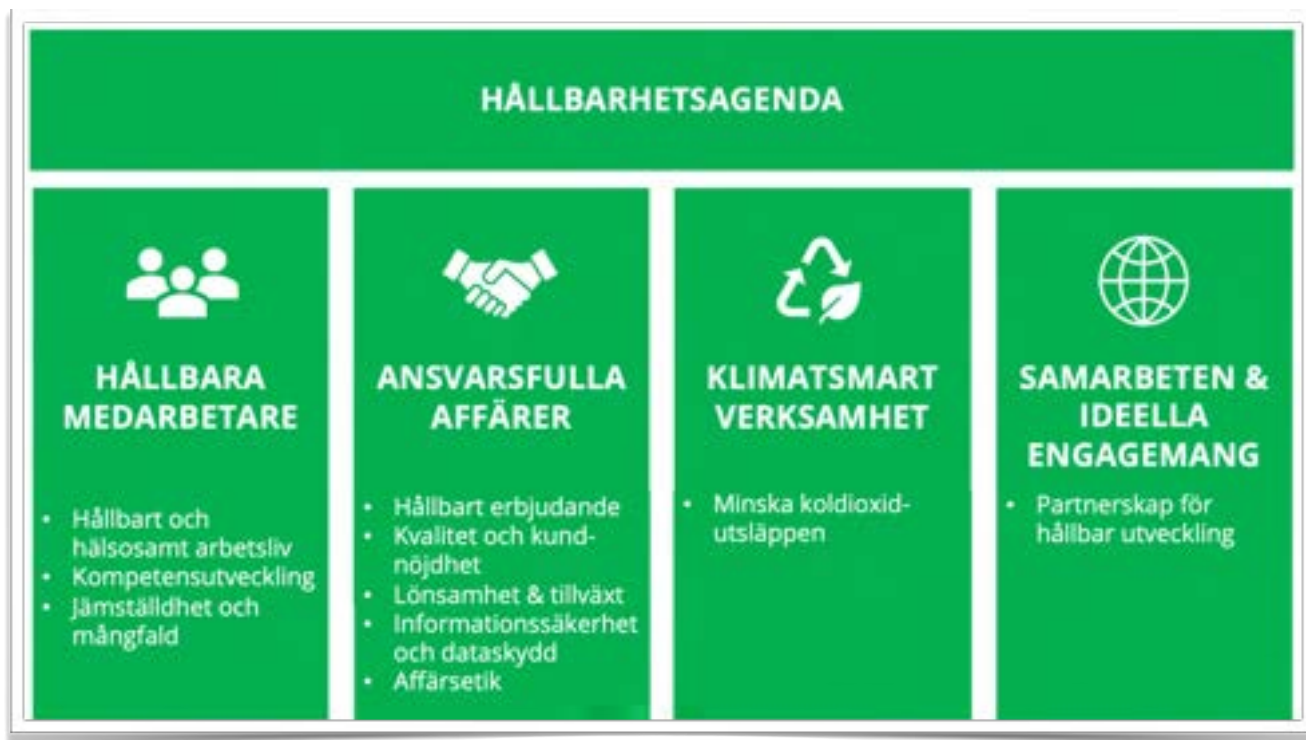 HÅLLBARHETSAGENDA
HÅLLBARA
MEDARBETARE
• Hållbart och
hälsosamt arbetsliv
• Kompetensutveckling
• Jämställdhet och
mångfald
ANSVARSFULLA
AFFÄRER
• Hållbart erbjudande
• Kvalitet och kund-
nöjdhet
• Lönsamhet & tillväxt
• Informationssäkerhet
och dataskydd
• Affärsetik
KLIMATSMART
VERKSAMHET
• Minska koldioxid-
utsläppen
SAMARBETEN &
IDEELLA
ENGAGEMANG
• Partnerskap för
hållbar utveckling